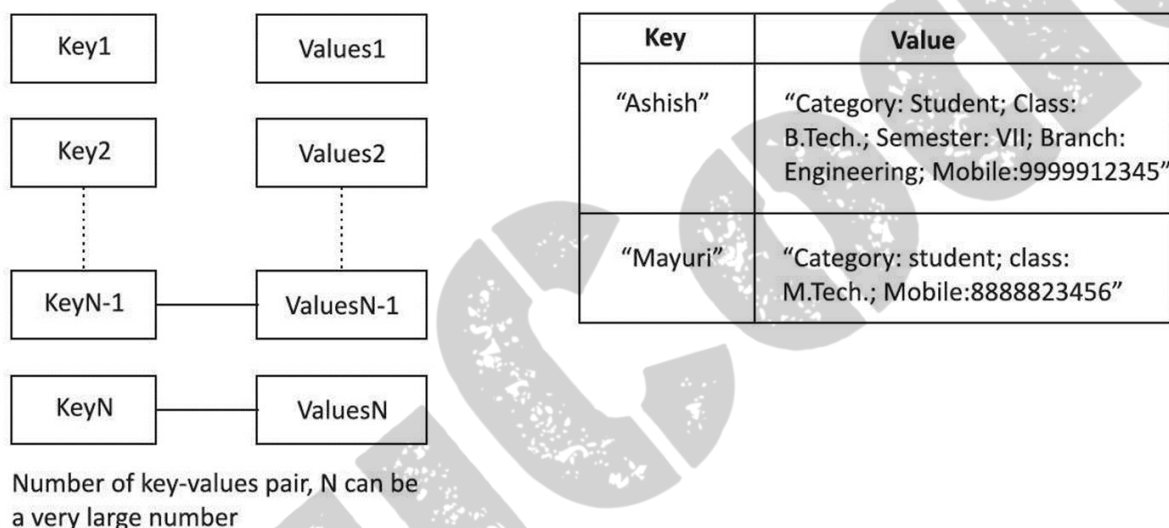 Key1
Values1
Key2
Values2
KeyN-1
ValuesN-1
KeyN
ValuesN
Number of key-values pair, N can be
a very large number
Key
Value
“Ashish”
“Category: Student; Class:
B.Tech.; Semester: VII; Branch:
Engineering; Mobile:9999912345”
“Mayuri”
“Category: student; class:
M.Tech.; Mobile:8888823456”